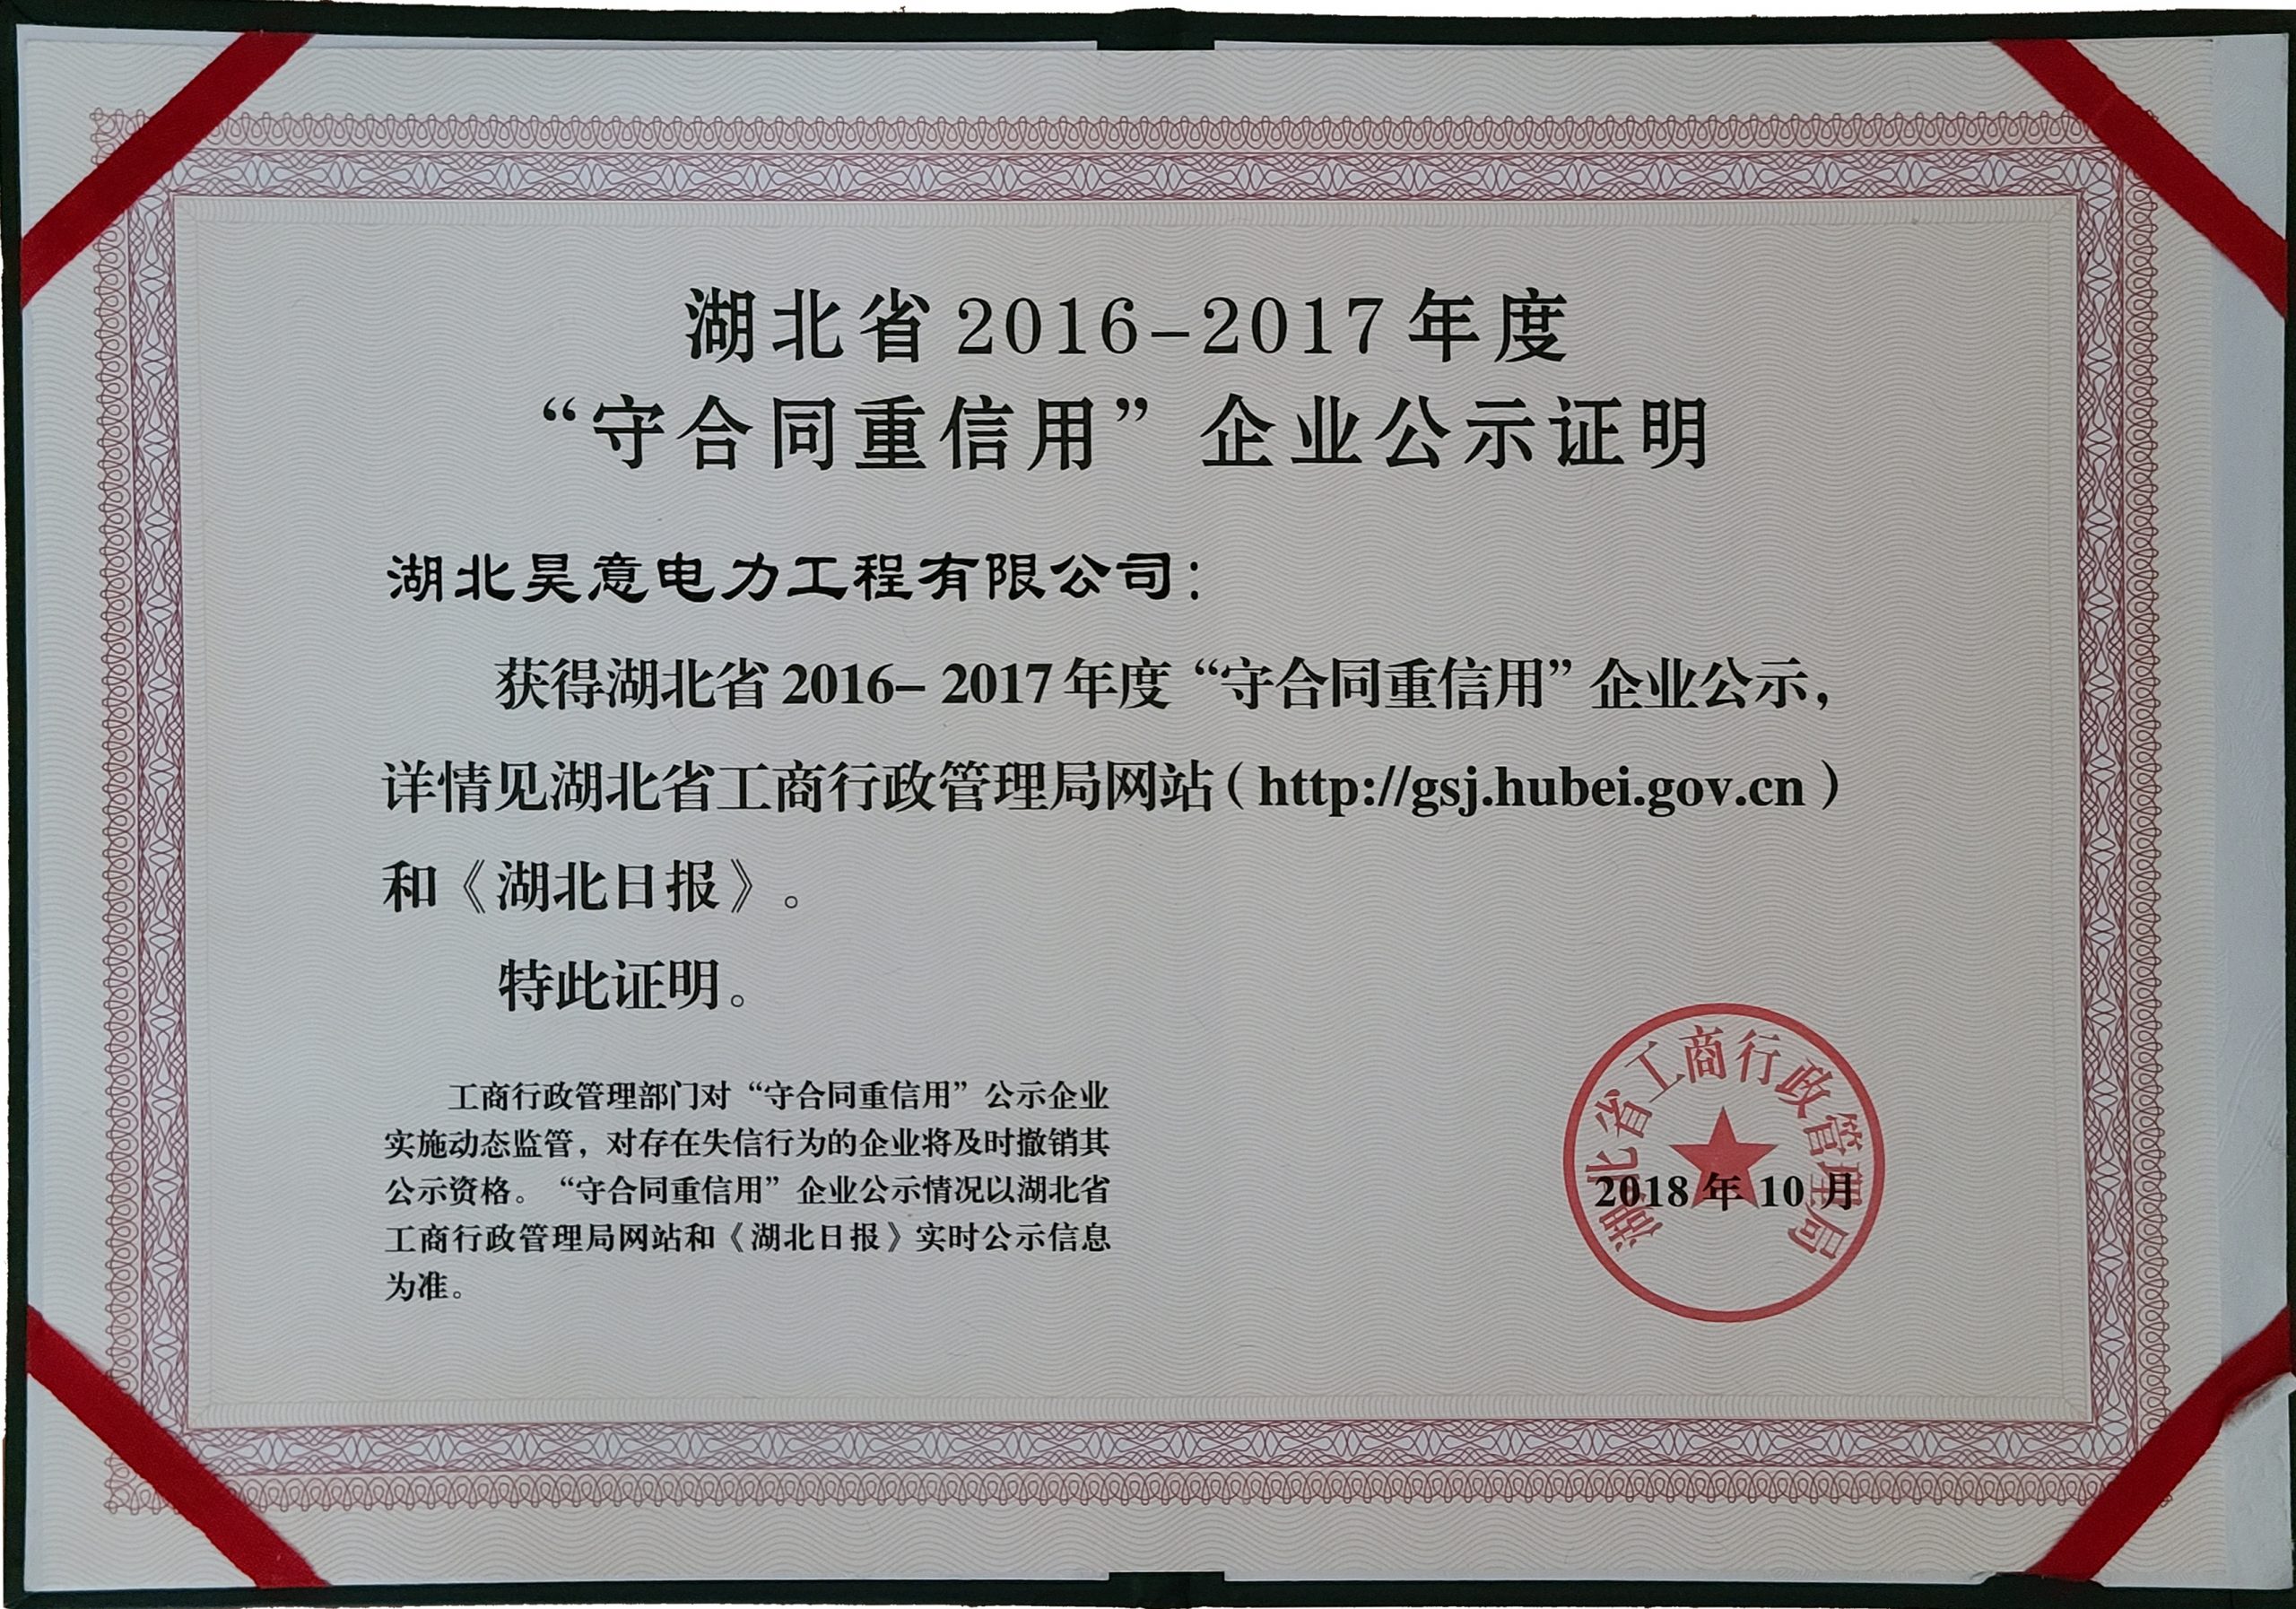 湖北省2016-2017年度
“守合同重信用”企业公示证明
湖北昊意电力工程有限公司：
获得湖北省2016-2017年度“守合同重信用”企业公示，
详情见湖北省工商行政管理局网站（http://gsj.hubei.gov.cn）
和《湖北日报》。
特此证明。
工商行政管理部门对“守合同重信用”公示企业
实施动态监管，对存在失信行为的企业将及时撤销其
公示资格。“守合同重信用”企业公示情况以湖北省
工商行政管理局网站和《湖北日报》实时公示信息
为准。
湖北省工商行政管理局
2018年10月